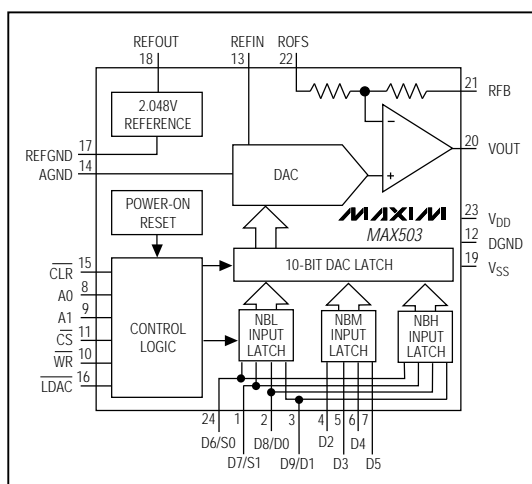 REFOUT REFIN ROFS
18 13 22
21 RFB
2.048V
REFERENCE
20 VOUT
17
REFGND
14
AGND
DAC
POWER-ON
RESET
MAXIM
MAX503
23 VDD
12 DGND
19 VSS
10-BIT DAC LATCH
15
CLR
8
A0
9
A1
11
CS
10
WR
16
LDAC
CONTROL
LOGIC
NBL
INPUT
LATCH
NBM
INPUT
LATCH
NBH
INPUT
LATCH
24 1 2 3 4 5 6 7
D6/S0 D8/D0 D2 D4
D7/S1 D9/D1 D3 D5